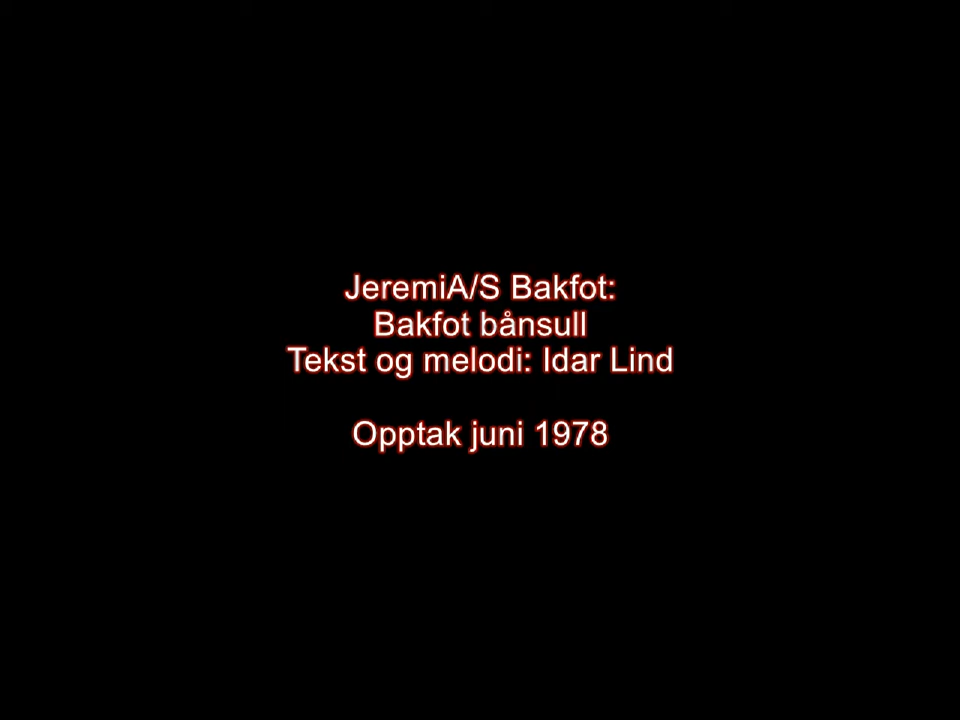 JeremiA/S Bakfot:
Bakfot bånsull
Tekst og melodi: Idar Lind
Opptak juni 1978